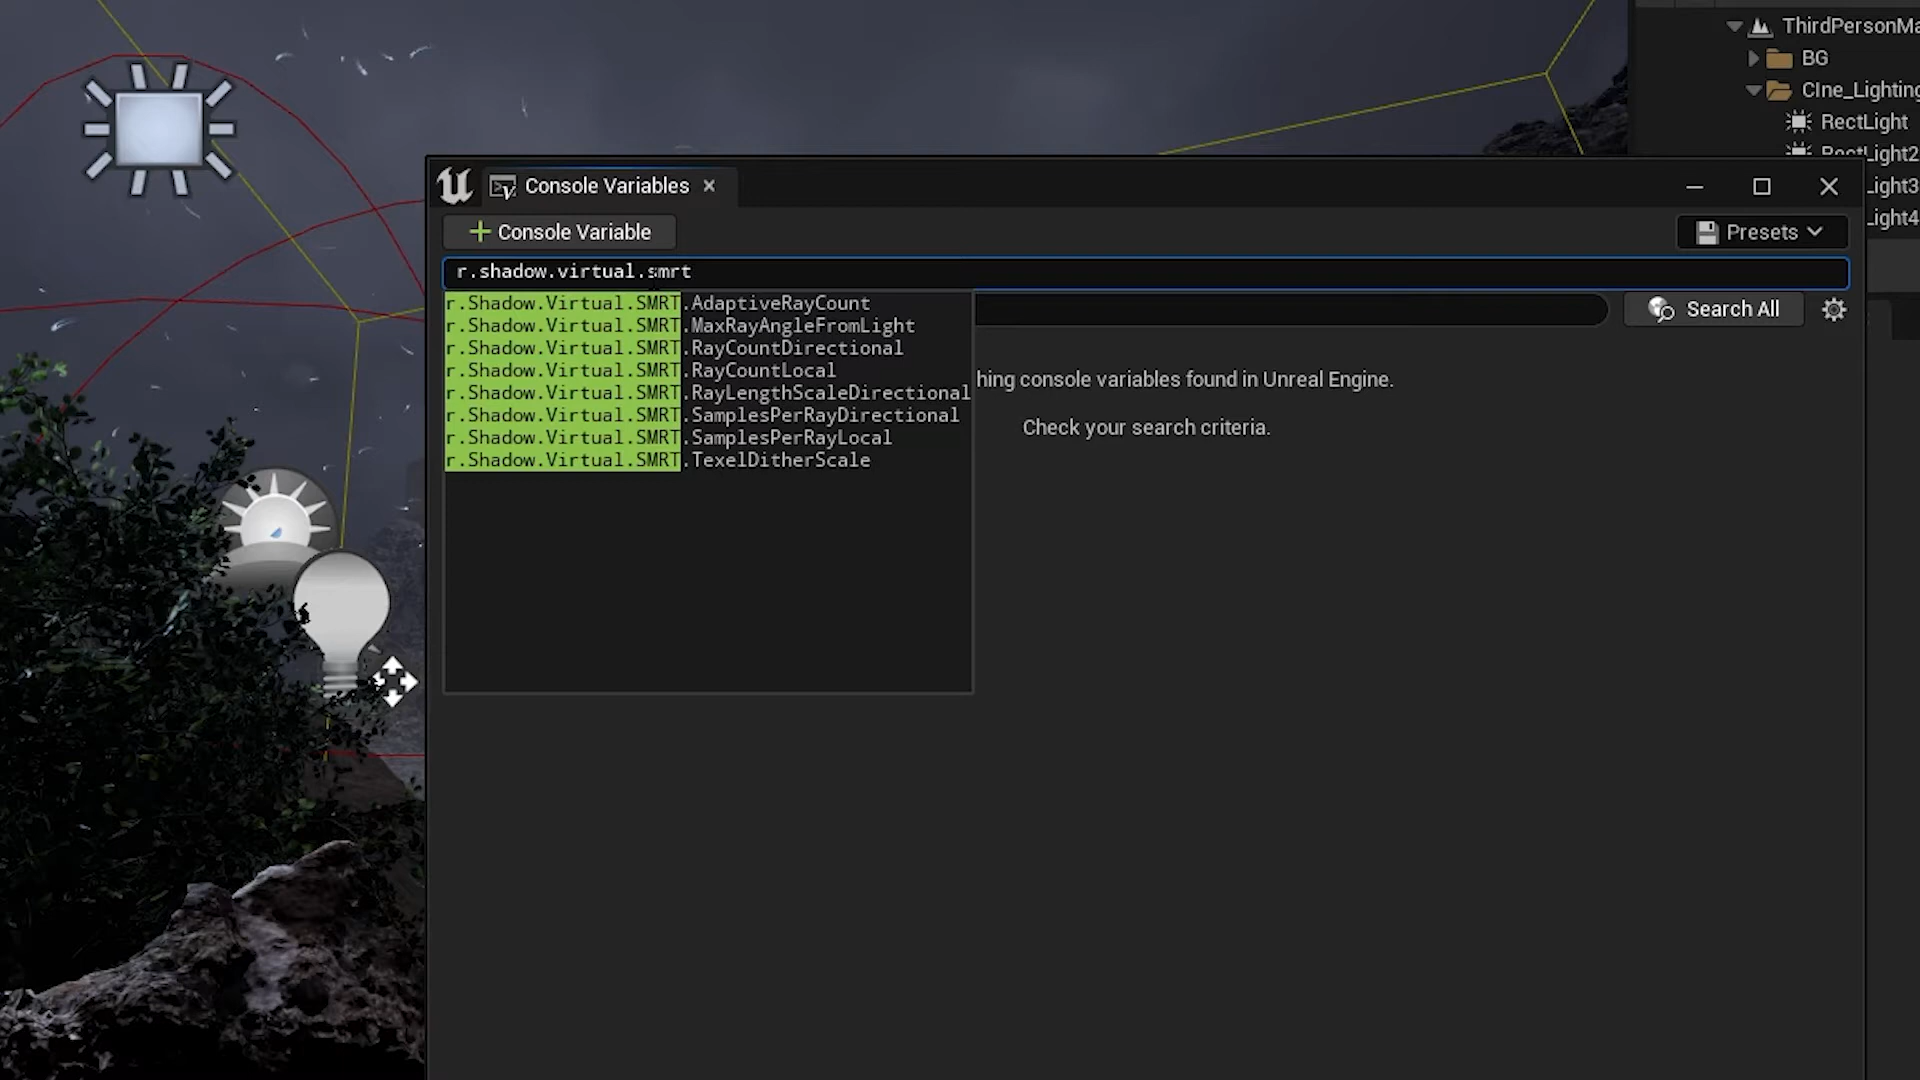 ThirdPersonMa
BG
CIne_Lighting
RectLight
RectLight2
Light3
Light4
Console Variables
+ Console Variable
Presets
r.shadow.virtual.smrt
r.Shadow.Virtual.SMRT.AdaptiveRayCount
r.Shadow.Virtual.SMRT.MaxRayAngleFromLight
r.Shadow.Virtual.SMRT.RayCountDirectional
r.Shadow.Virtual.SMRT.RayCountLocal
r.Shadow.Virtual.SMRT.RayLengthScaleDirectional
r.Shadow.Virtual.SMRT.SamplesPerRayDirectional
r.Shadow.Virtual.SMRT.SamplesPerRayLocal
r.Shadow.Virtual.SMRT.TexelDitherScale
Search All
hing console variables found in Unreal Engine.
Check your search criteria.